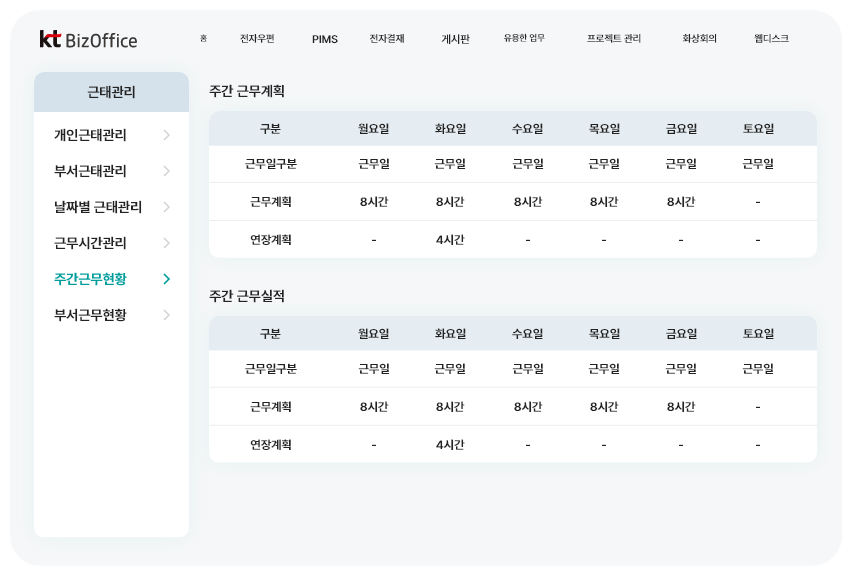 kt BizOffice
홈 전자우편 PIMS 전자결재 게시판 유용한 업무 프로젝트 관리 화상회의 웹디스크
근태관리
개인근태관리
부서근태관리
날짜별 근태관리
근무시간관리
주간근무현황
부서근무현황
주간 근무계획
구분 월요일 화요일 수요일 목요일 금요일 토요일
근무일구분 근무일 근무일 근무일 근무일 근무일 근무일
근무계획 8시간 8시간 8시간 8시간 8시간 -
연장계획 - 4시간 - - - -
주간 근무실적
구분 월요일 화요일 수요일 목요일 금요일 토요일
근무일구분 근무일 근무일 근무일 근무일 근무일 근무일
근무계획 8시간 8시간 8시간 8시간 8시간 -
연장계획 - 4시간 - - - -